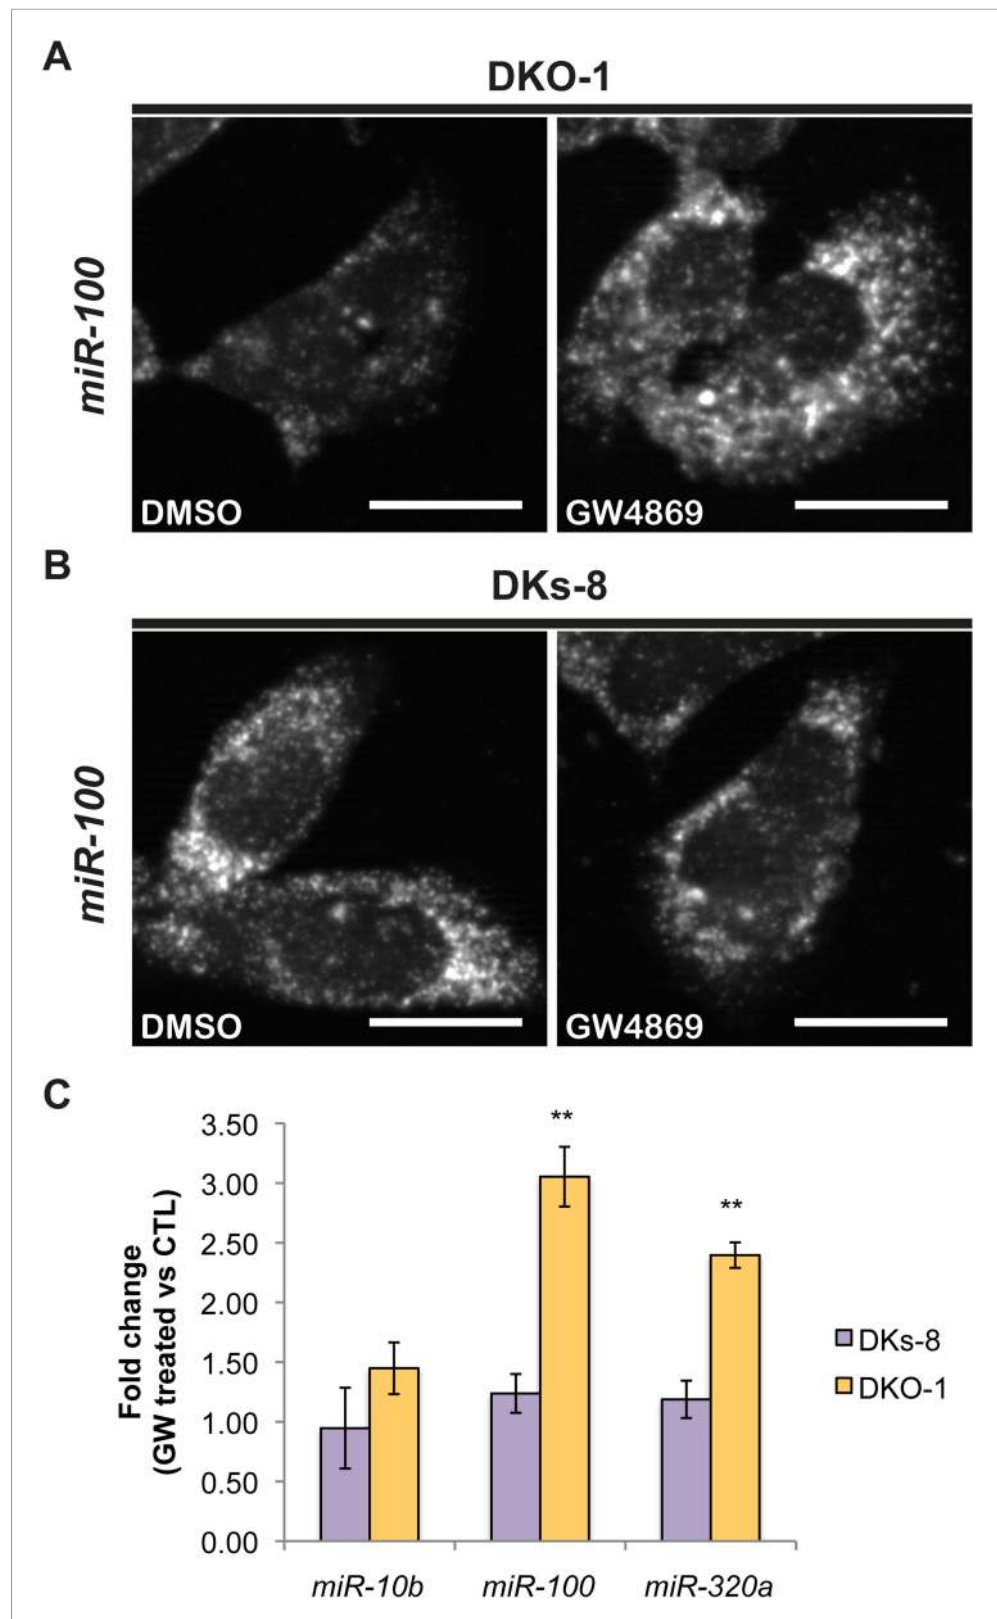 A
DKO-1
miR-100
DMSO
GW4869
B
DKs-8
miR-100
DMSO
GW4869
C
Fold change
(GW treated vs CTL)
3.50
3.00
2.50
2.00
1.50
1.00
0.50
0.00
**
**
DKs-8
DKO-1
miR-10b
miR-100
miR-320a